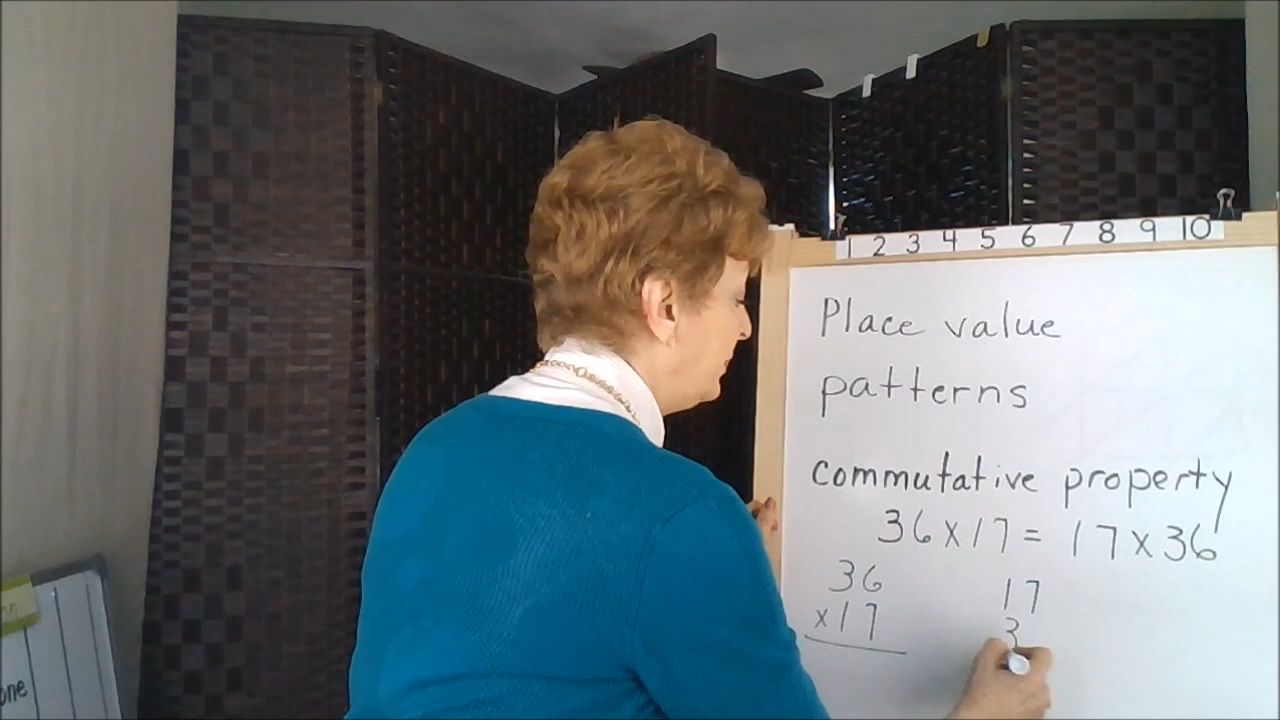 1 2 3 4 5 6 7 8 9 10
Place value
patterns
commutative property
36 x 17 = 17 x 36
36 17
x 17 3
one